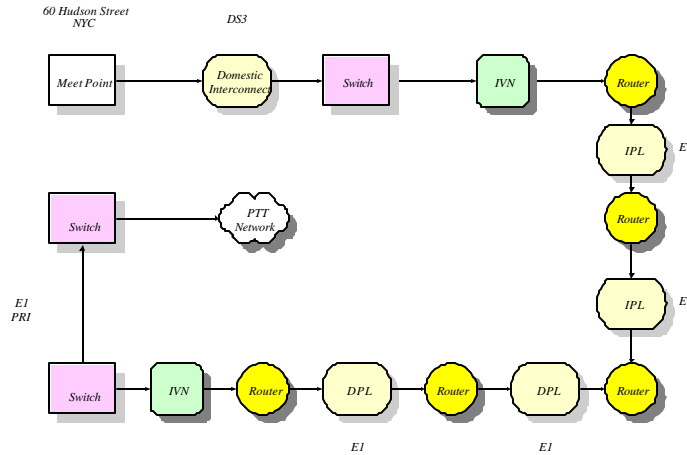 60 Hudson Street
NYC
DS3
Meet Point
Domestic
Interconnect
Switch
IVN
Router
IPL
E
Switch
PTT
Network
Router
E1
PRI
IPL
E
Switch
IVN
Router
DPL
Router
DPL
Router
E1
E1